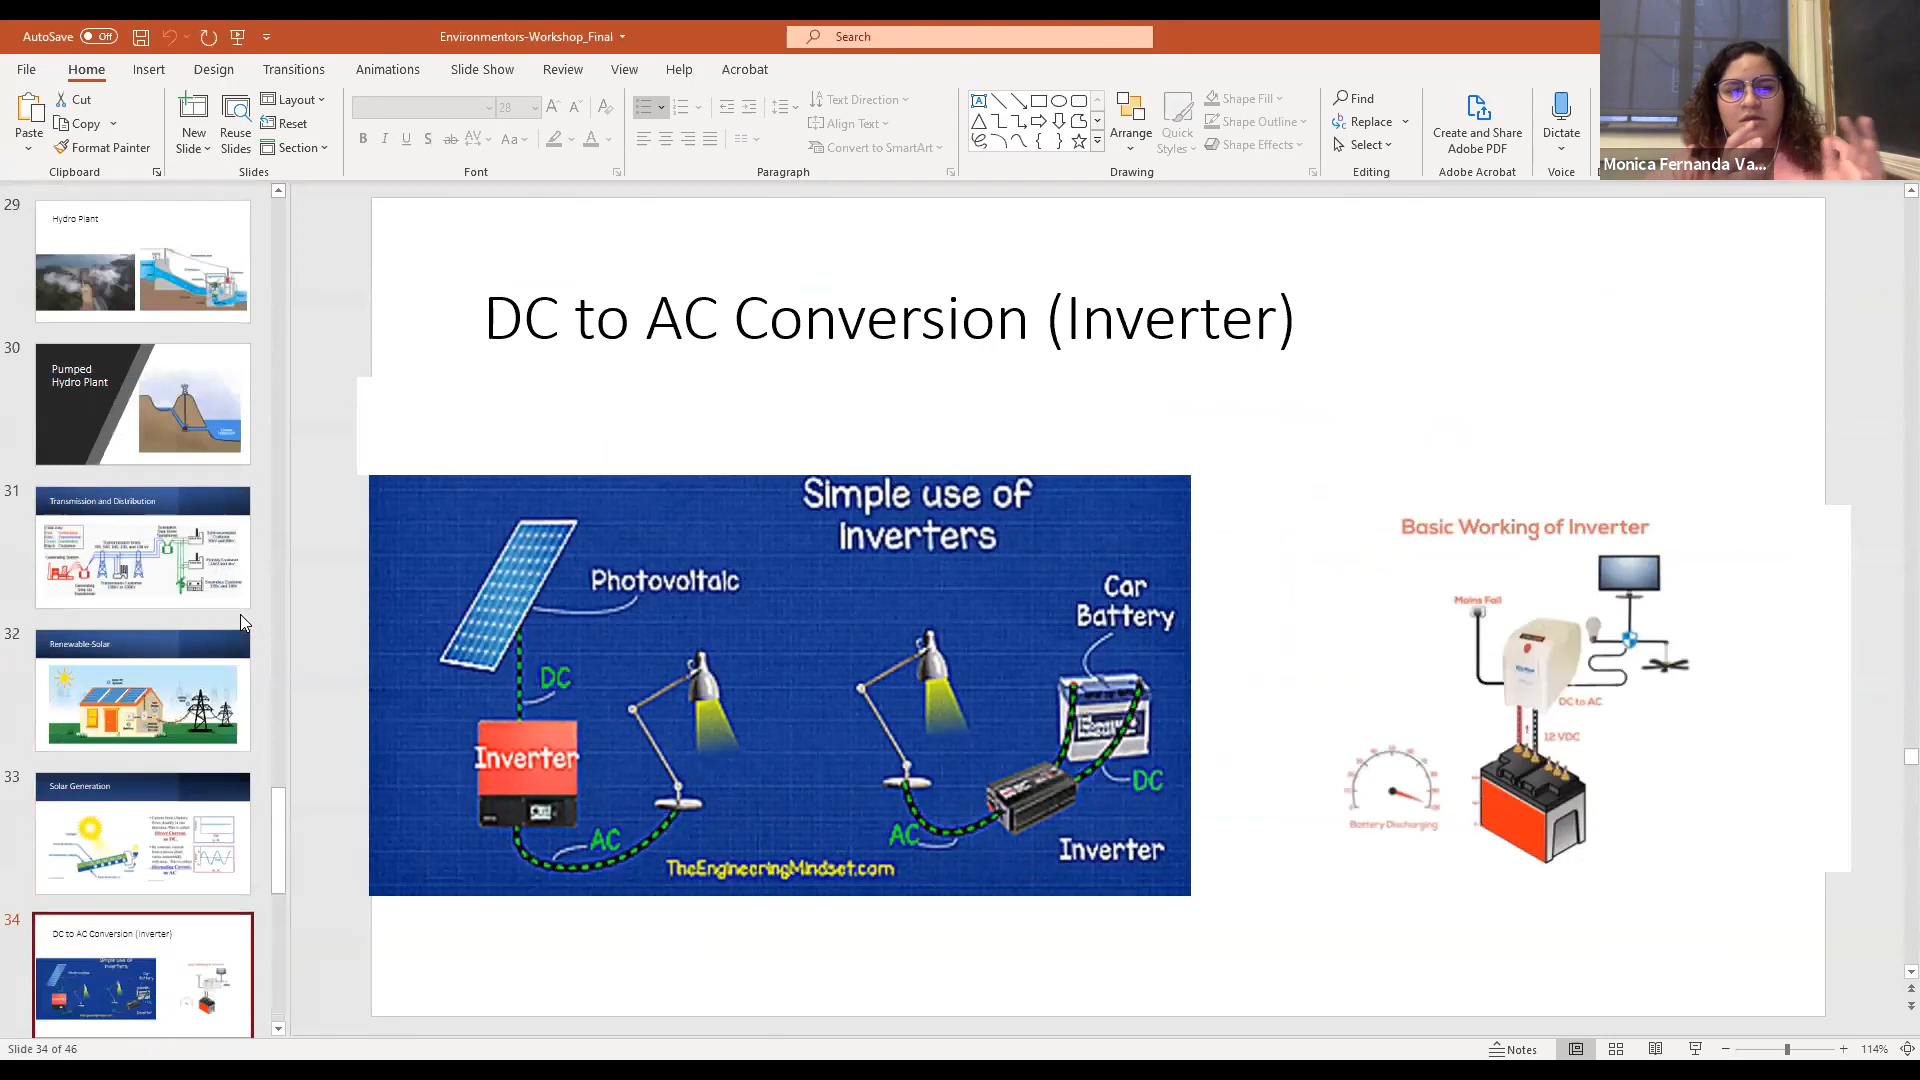 AutoSave Off
Environmentors-Workshop_Final
Search
File Home Insert Design Transitions Animations Slide Show Review View Help Acrobat
Paste
Cut
Copy
Format Painter
Clipboard
New Slide
Reuse Slides
Layout
Reset
Section
Slides
28
Font
Text Direction
Align Text
Convert to SmartArt
Paragraph
Arrange
Quick Styles
Shape Fill
Shape Outline
Shape Effects
Drawing
Find
Replace
Select
Editing
Create and Share Adobe PDF
Adobe Acrobat
Dictate
Voice
Monica Fernanda Va...
29
Hydro Plant
30
Pumped
Hydro Plant
31
Transmission and Distribution
32
Renewable-Solar
33
Solar Generation
34
DC to AC Conversion (Inverter)
DC to AC Conversion (Inverter)
Simple use of
Inverters
Photovoltaic
DC
Inverter
AC
Car
Battery
DC
AC
Inverter
TheEngineeringMindset.com
Basic Working of Inverter
Mains Fail
DC to AC
12 VDC
Battery Discharging
Slide 34 of 46
Notes
114%